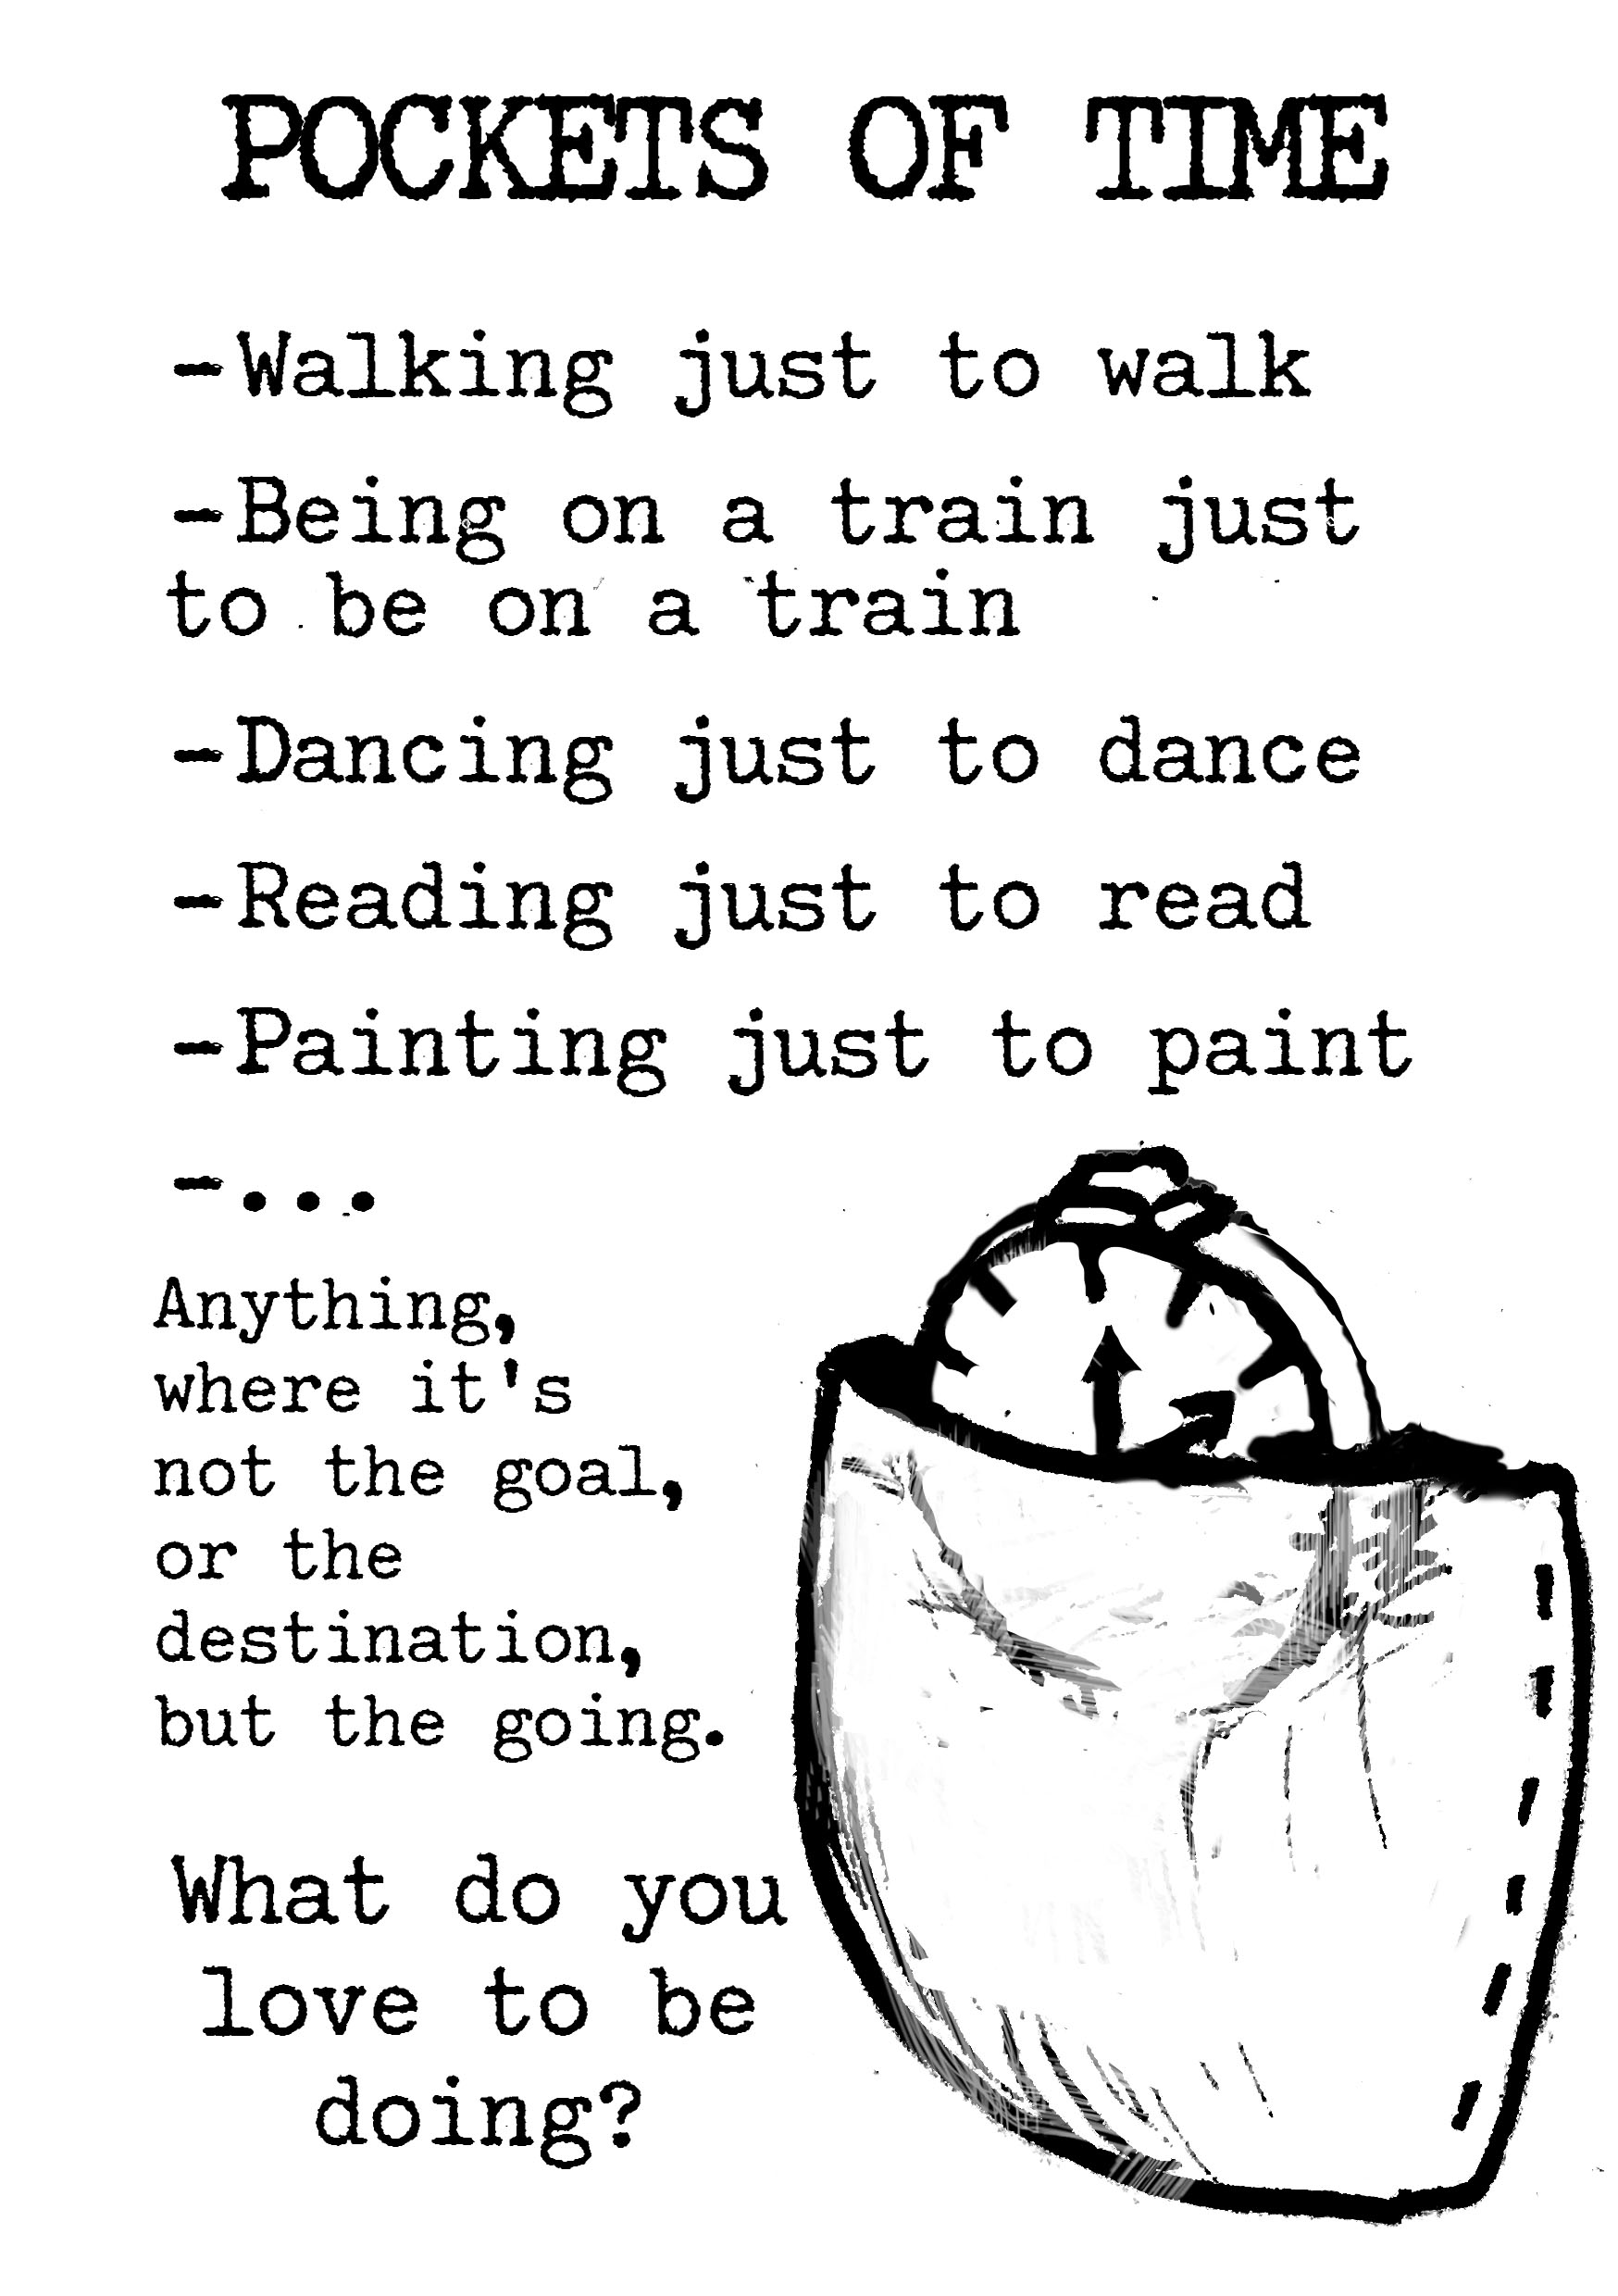 POCKETS OF TIME
-Walking just to walk
-Being on a train just
to be on a train
-Dancing just to dance
-Reading just to read
-Painting just to paint
-...
Anything,
where it's
not the goal,
or the
destination,
but the going.
What do you
love to be
doing?